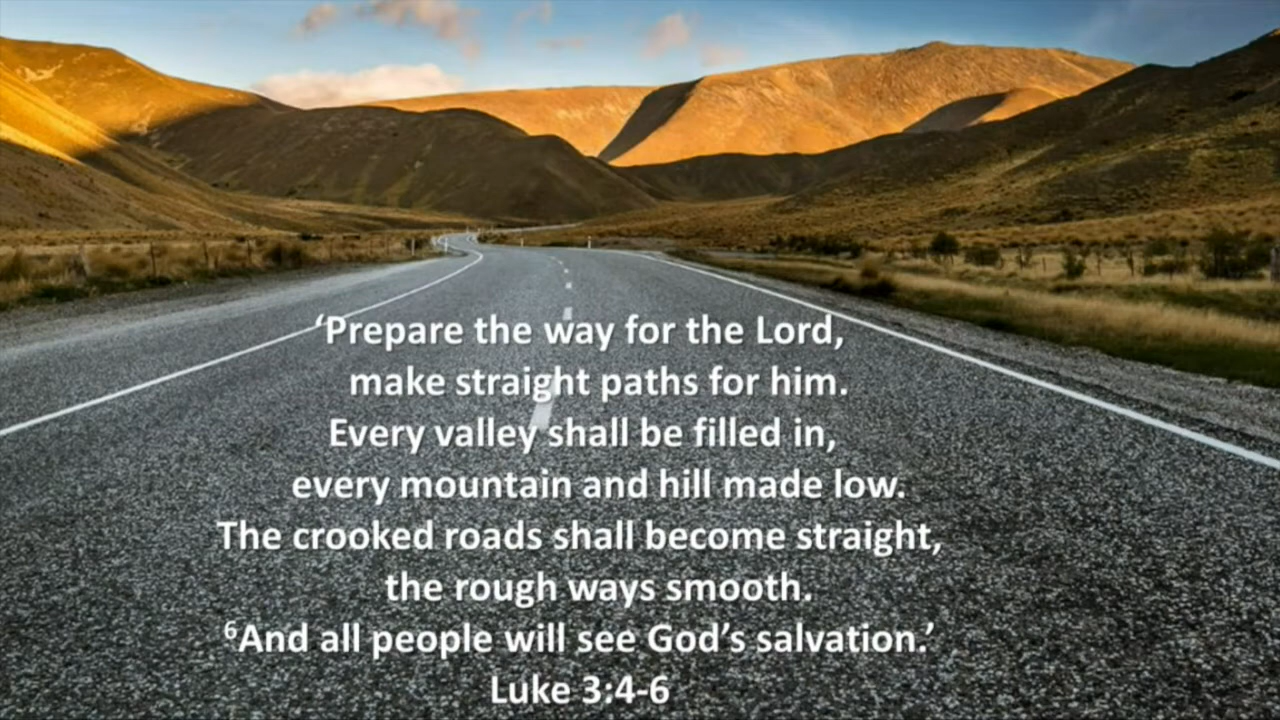 ‘Prepare the way for the Lord,
make straight paths for him.
Every valley shall be filled in,
every mountain and hill made low.
The crooked roads shall become straight,
the rough ways smooth.
⁶And all people will see God’s salvation.’
Luke 3:4-6